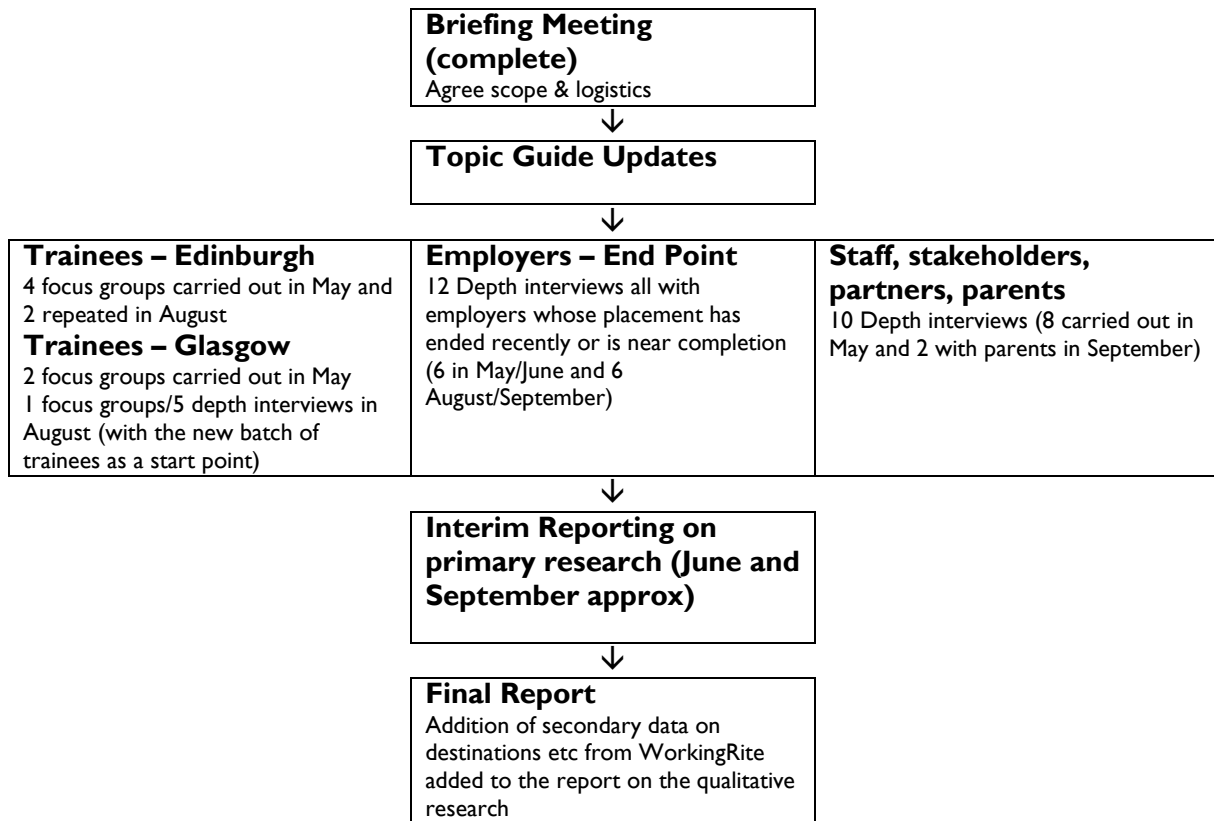 Briefing Meeting
(complete)
Agree scope & logistics
Topic Guide Updates
Trainees – Edinburgh
4 focus groups carried out in May and
2 repeated in August
Trainees – Glasgow
2 focus groups carried out in May
1 focus groups/5 depth interviews in
August (with the new batch of
trainees as a start point)
Employers – End Point
12 Depth interviews all with
employers whose placement has
ended recently or is near completion
(6 in May/June and 6
August/September)
Staff, stakeholders,
partners, parents
10 Depth interviews (8 carried out in
May and 2 with parents in September)
Interim Reporting on
primary research (June and
September approx)
Final Report
Addition of secondary data on
destinations etc from WorkingRite
added to the report on the qualitative
research